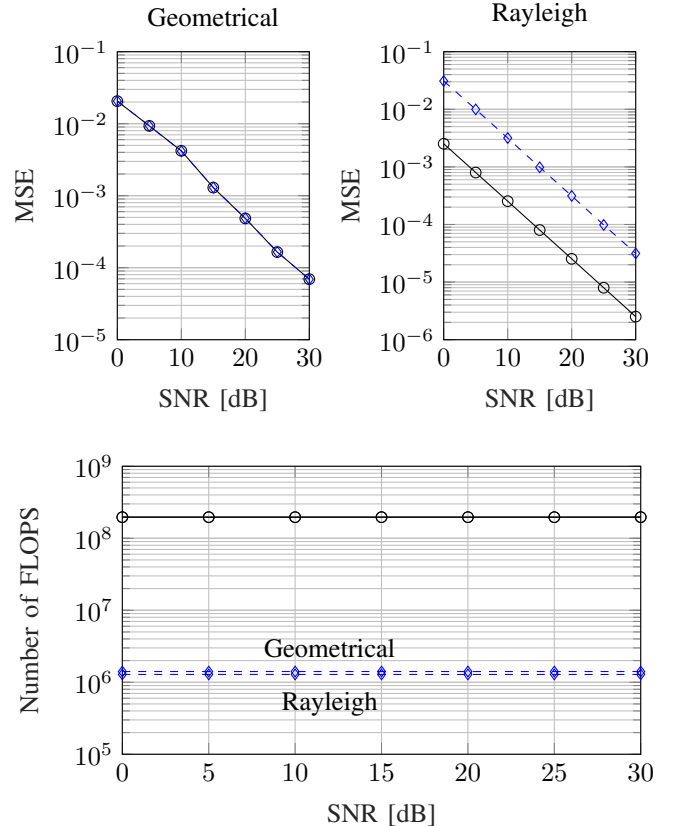 Geometrical
Rayleigh
10^-1
10^-2
10^-3
10^-4
10^-5
MSE
0 10 20 30
SNR [dB]
10^-1
10^-2
10^-3
10^-4
10^-5
10^-6
MSE
0 10 20 30
SNR [dB]
10^9
10^8
10^7
10^6
10^5
Number of FLOPS
Geometrical
Rayleigh
0 5 10 15 20 25 30
SNR [dB]